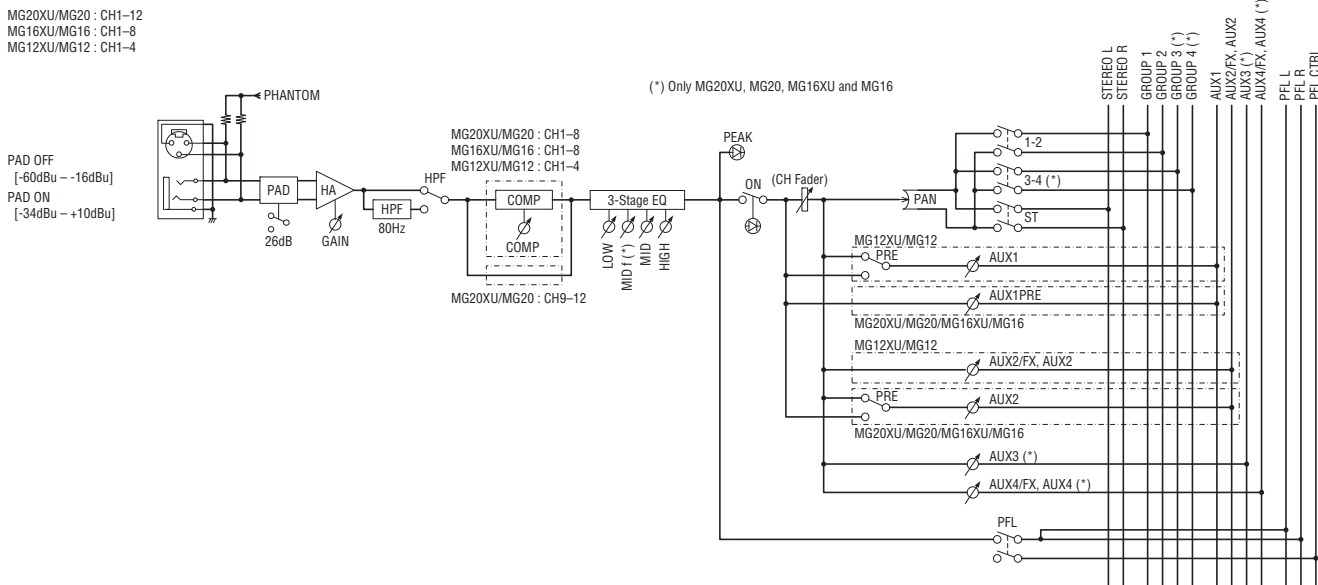 MG20XU/MG20 : CH1–12
MG16XU/MG16 : CH1–8
MG12XU/MG12 : CH1–4
(*) Only MG20XU, MG20, MG16XU and MG16
STEREO L
STEREO R
GROUP 1
GROUP 2
GROUP 3 (*)
GROUP 4 (*)
AUX1
AUX2/FX, AUX2
AUX3 (*)
AUX4/FX, AUX4 (*)
PFL L
PFL R
PFL CTRL
PHANTOM
PAD OFF
[-60dBu – -16dBu]
PAD ON
[-34dBu – +10dBu]
PAD
26dB
HA
GAIN
HPF
HPF
80Hz
MG20XU/MG20 : CH1–8
MG16XU/MG16 : CH1–8
MG12XU/MG12 : CH1–4
COMP
COMP
MG20XU/MG20 : CH9–12
3-Stage EQ
LOW
MID f (*)
MID
HIGH
PEAK
ON
(CH Fader)
PAN
1-2
3-4 (*)
ST
MG12XU/MG12
PRE
AUX1
AUX1PRE
MG20XU/MG20/MG16XU/MG16
MG12XU/MG12
AUX2/FX, AUX2
PRE
AUX2
MG20XU/MG20/MG16XU/MG16
AUX3 (*)
AUX4/FX, AUX4 (*)
PFL